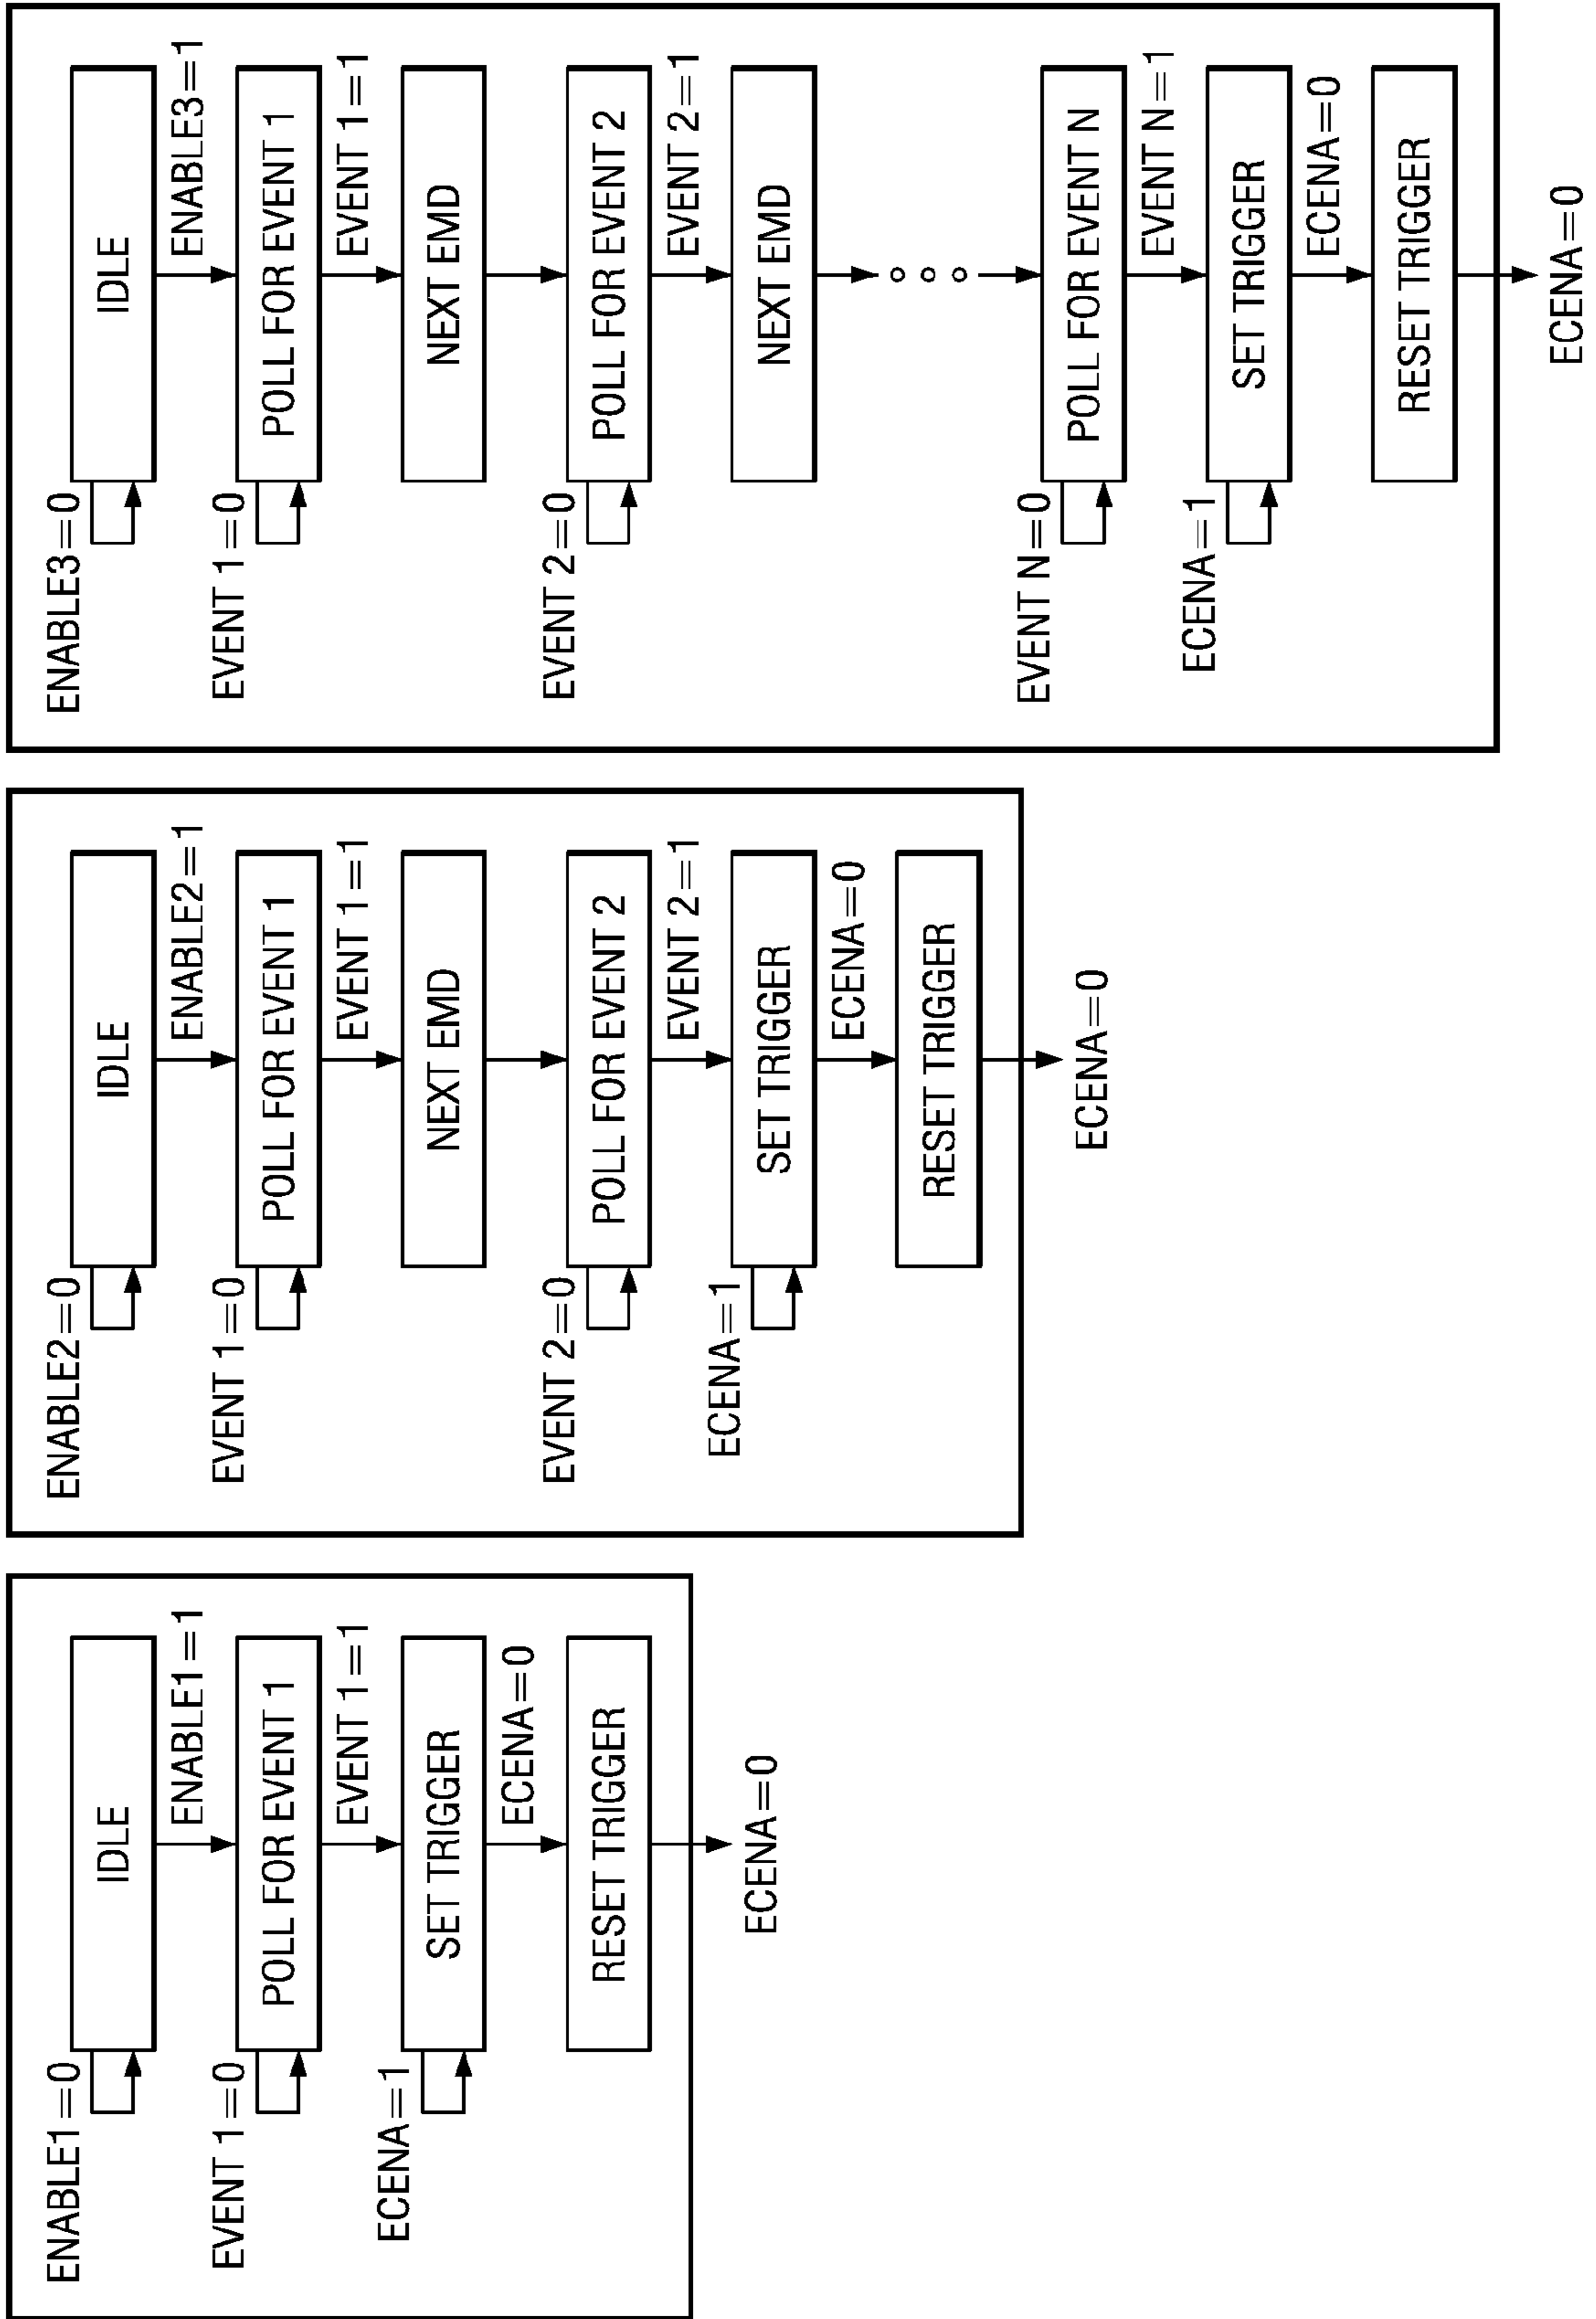 ENABLE1=0
IDLE
ENABLE1=1
EVENT 1=0
POLL FOR EVENT 1
EVENT 1=1
ECENA=1
SET TRIGGER
ECENA=0
RESET TRIGGER
ECENA=0
ENABLE2=0
IDLE
ENABLE2=1
EVENT 1=0
POLL FOR EVENT 1
EVENT 1=1
NEXT EMD
EVENT 2=0
POLL FOR EVENT 2
EVENT 2=1
ECENA=1
SET TRIGGER
ECENA=0
RESET TRIGGER
ECENA=0
ENABLE3=0
IDLE
ENABLE3=1
EVENT 1=0
POLL FOR EVENT 1
EVENT 1=1
NEXT EMD
EVENT 2=0
POLL FOR EVENT 2
EVENT 2=1
NEXT EMD
EVENT N=0
POLL FOR EVENT N
EVENT N=1
ECENA=1
SET TRIGGER
ECENA=0
RESET TRIGGER
ECENA=0